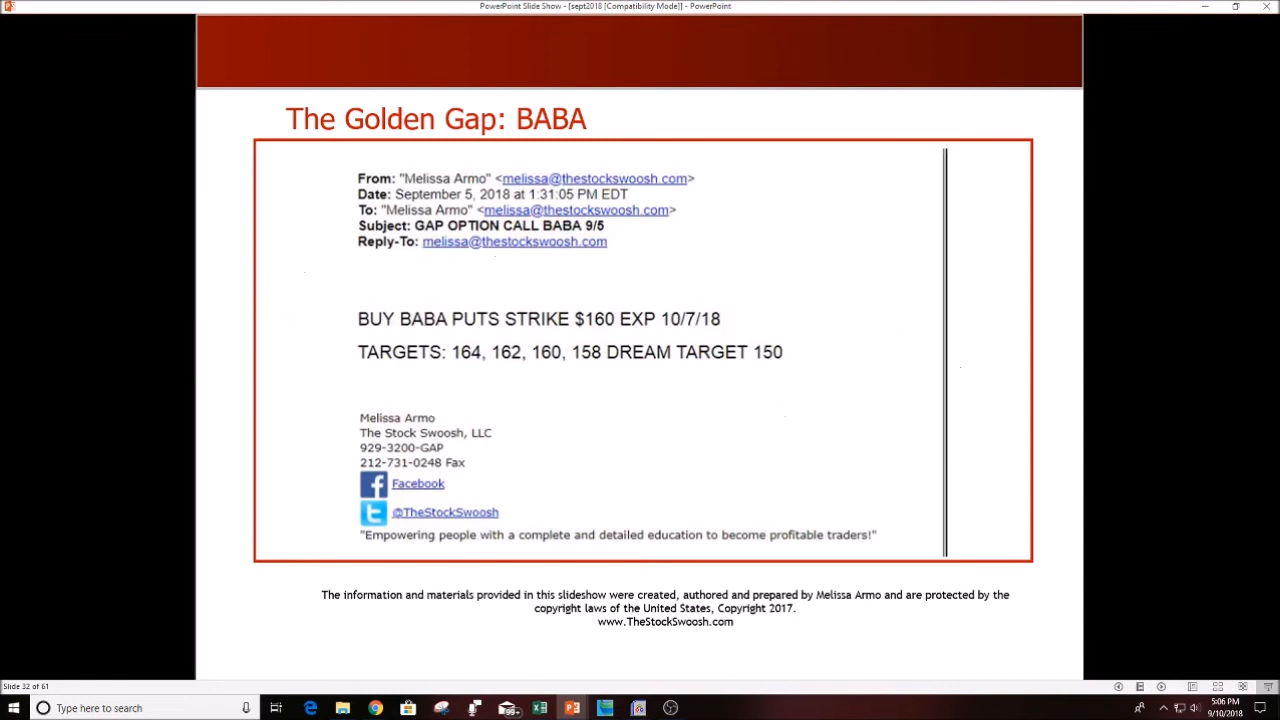 PowerPoint Slide Show - [sept2018 [Compatibility Mode]] - PowerPoint
The Golden Gap: BABA
From: "Melissa Armo" <melissa@thestockswoosh.com>
Date: September 5, 2018 at 1:31:05 PM EDT
To: "Melissa Armo" <melissa@thestockswoosh.com>
Subject: GAP OPTION CALL BABA 9/5
Reply-To: melissa@thestockswoosh.com
BUY BABA PUTS STRIKE $160 EXP 10/7/18
TARGETS: 164, 162, 160, 158 DREAM TARGET 150
Melissa Armo
The Stock Swoosh, LLC
929-3200-GAP
212-731-0248 Fax
Facebook
@TheStockSwoosh
"Empowering people with a complete and detailed education to become profitable traders!"
The information and materials provided in this slideshow were created, authored and prepared by Melissa Armo and are protected by the
copyright laws of the United States, Copyright 2017.
www.TheStockSwoosh.com
Slide 32 of 61
Type here to search
99+
5:06 PM
9/10/2018